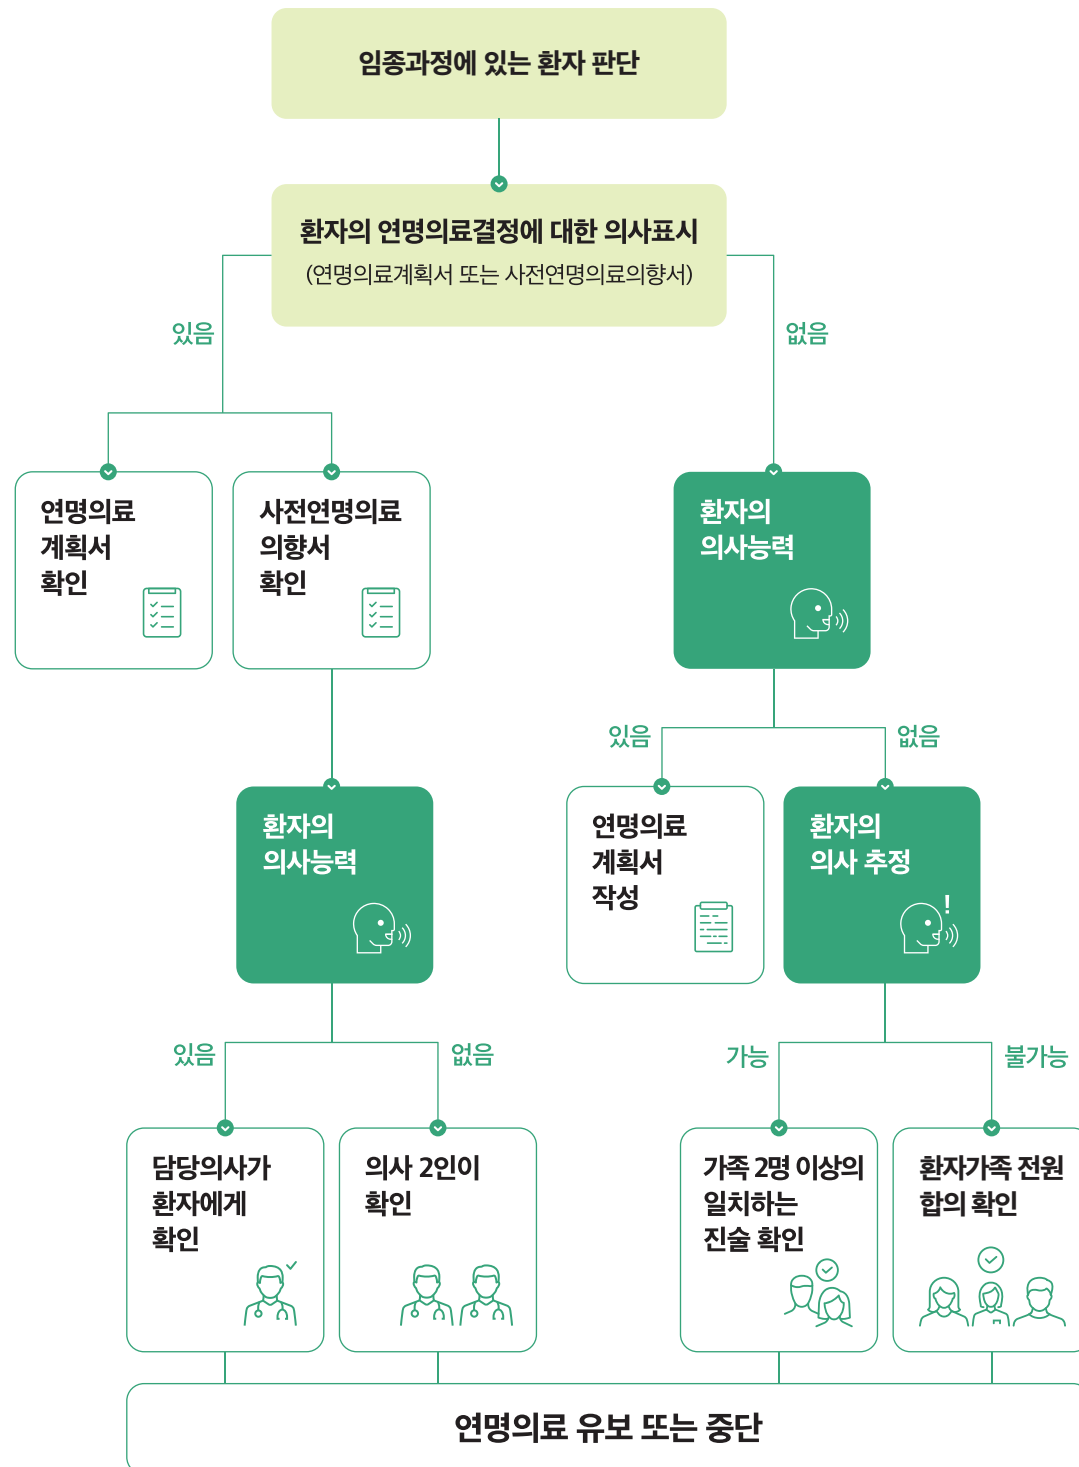 임종과정에 있는 환자 판단
환자의 연명의료결정에 대한 의사표시
(연명의료계획서 또는 사전연명의료의향서)
있음
없음
연명의료
계획서
확인
사전연명의료
의향서
확인
환자의
의사능력
있음
없음
환자의
의사능력
연명의료
계획서
작성
환자의
의사 추정
있음
없음
가능
불가능
담당의사가
환자에게
확인
의사 2인이
확인
가족 2명 이상의
일치하는
진술 확인
환자가족 전원
합의 확인
연명의료 유보 또는 중단